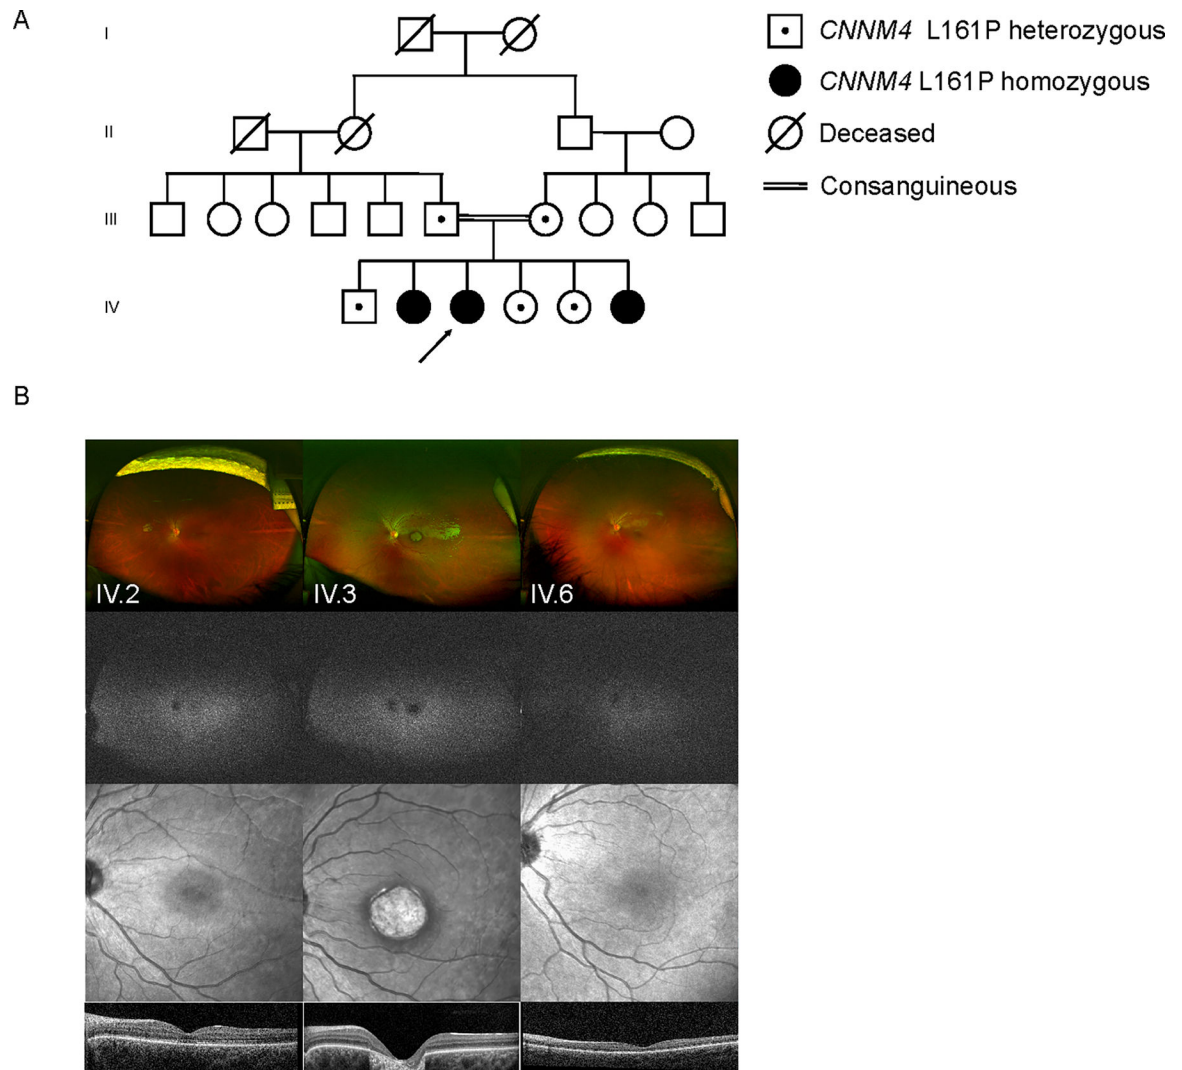 A
I
II
III
IV
CNNM4 L161P heterozygous
CNNM4 L161P homozygous
Deceased
Consanguineous
B
IV.2
IV.3
IV.6